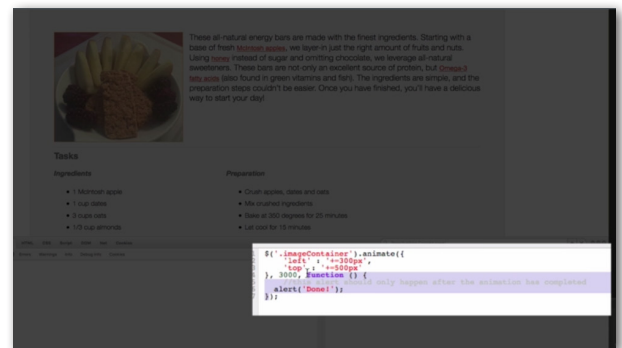 These all-natural energy bars are made with the finest ingredients. Starting with a
base of fresh McIntosh apples, we layer-in just the right amount of fruits and nuts.
Using honey instead of sugar and omitting chocolate, we leverage all-natural
sweeteners. These bars are not-only an excellent source of protein, but Omega-3
fatty acids (also found in green vitamins and fish). The ingredients are simple, and the
preparation steps couldn't be easier. Once you have finished, you'll have a delicious
way to start your day!
Tasks
Ingredients
Preparation
1 McIntosh apple
1 cup dates
3 cups oats
1/3 cup almonds
Crush apples, dates and oats
Mix crushed ingredients
Bake at 350 degrees for 25 minutes
Let cool for 15 minutes
$('.imageContainer').animate({
'left' : '+=300px',
'top' : '+=500px'
}, 3000, function () {
//this alert should only happen after the animation has completed
alert('Done!');
});